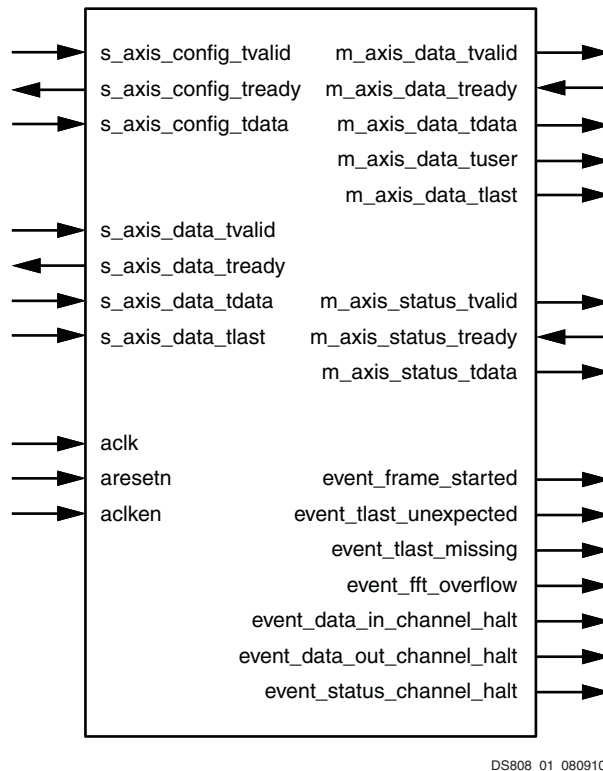 s_axis_config_tvalid m_axis_data_tvalid
s_axis_config_tready m_axis_data_tready
s_axis_config_tdata m_axis_data_tdata
m_axis_data_tuser
m_axis_data_tlast
s_axis_data_tvalid
s_axis_data_tready
s_axis_data_tdata m_axis_status_tvalid
s_axis_data_tlast m_axis_status_tready
m_axis_status_tdata
aclk
aresetn event_frame_started
aclken event_tlast_unexpected
event_tlast_missing
event_fft_overflow
event_data_in_channel_halt
event_data_out_channel_halt
event_status_channel_halt
DS808_01_080910